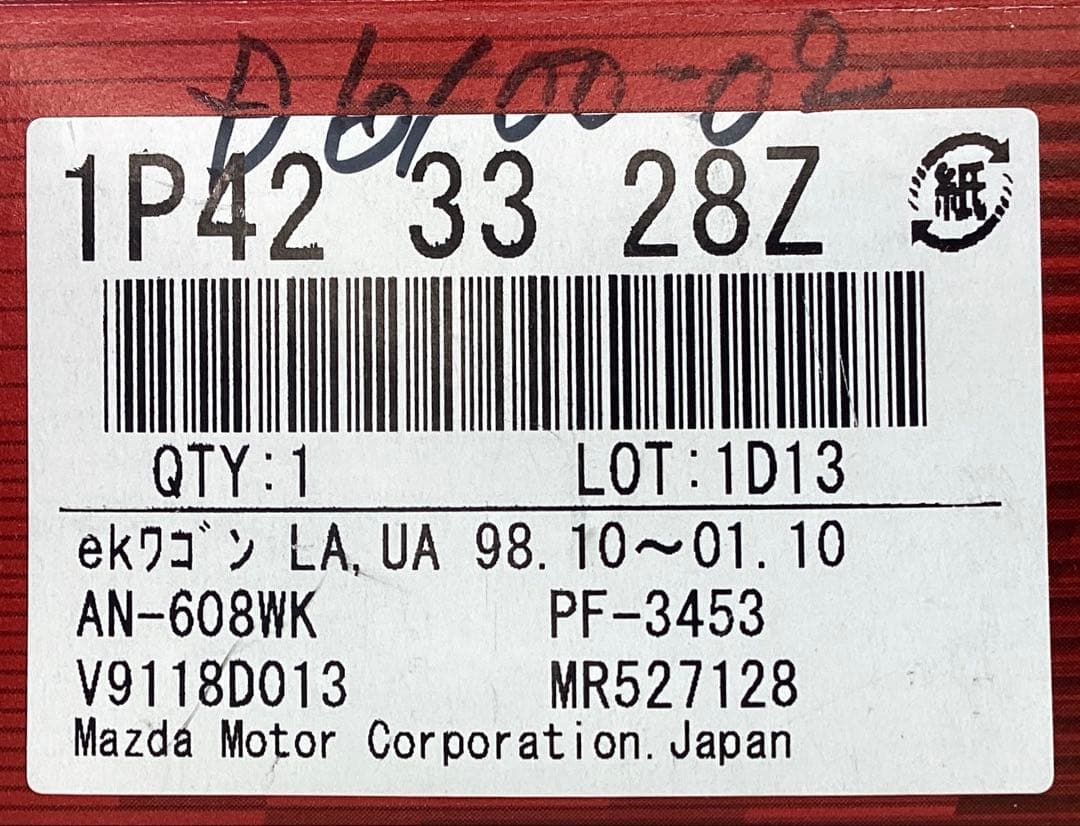 D6100-02
1P42 33 28Z
紙
QTY:1 LOT:1D13
ekワゴン LA,UA 98.10～01.10
AN-608WK PF-3453
V9118D013 MR527128
Mazda Motor Corporation.Japan